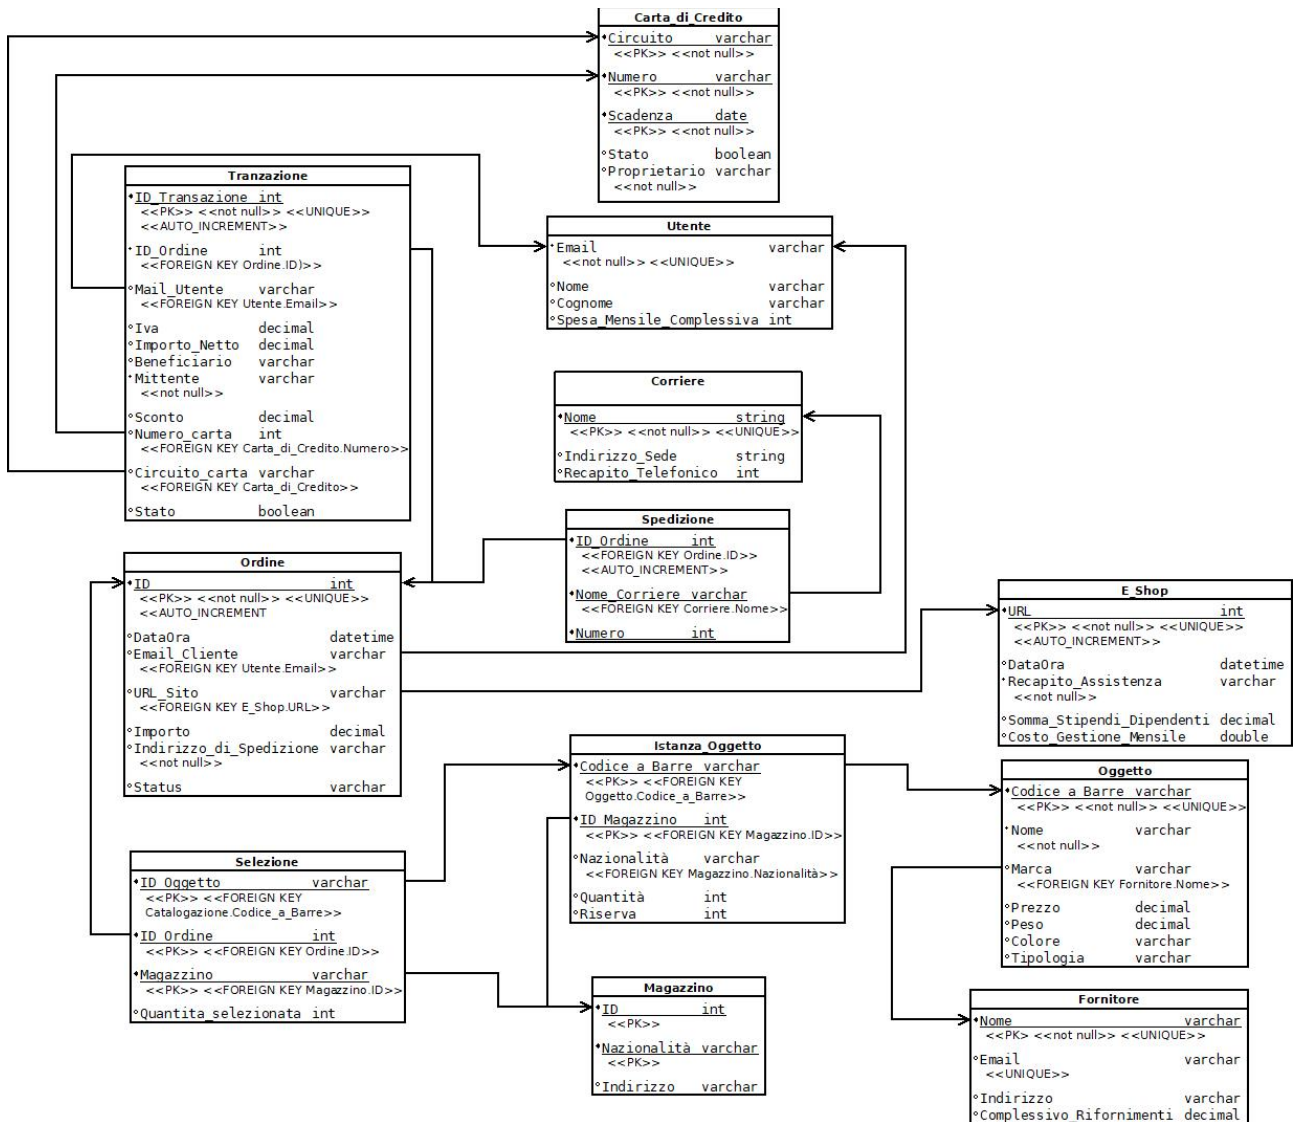 Carta_di_Credito
Circuito varchar
<<PK>> <<not null>>
Numero varchar
<<PK>> <<not null>>
Scadenza date
<<PK>> <<not null>>
Stato boolean
Proprietario varchar
<<not null>>
Tranzazione
ID_Transazione int
<<PK>> <<not null>> <<UNIQUE>>
<<AUTO_INCREMENT>>
ID_Ordine int
<<FOREIGN KEY Ordine.ID)>>
Mail_Utente varchar
<<FOREIGN KEY Utente.Email>>
Iva decimal
Importo_Netto decimal
Beneficiario varchar
Mittente varchar
<<not null>>
Sconto decimal
Numero_carta int
<<FOREIGN KEY Carta_di_Credito.Numero>>
Circuito_carta varchar
<<FOREIGN KEY Carta_di_Credito>>
Stato boolean
Utente
Email varchar
<<not null>> <<UNIQUE>>
Nome varchar
Cognome varchar
Spesa_Mensile_Complessiva int
Corriere
Nome string
<<PK>> <<not null>> <<UNIQUE>>
Indirizzo_Sede string
Recapito_Telefonico int
Spedizione
ID_Ordine int
<<FOREIGN KEY Ordine.ID>>
<<AUTO_INCREMENT>>
Nome_Corriere varchar
<<FOREIGN KEY Corriere.Nome>>
Numero int
Ordine
ID int
<<PK>> <<not null>> <<UNIQUE>>
<<AUTO_INCREMENT
DataOra datetime
Email_Cliente varchar
<<FOREIGN KEY Utente.Email>>
URL_Sito varchar
<<FOREIGN KEY E_Shop.URL>>
Importo decimal
Indirizzo_di_Spedizione varchar
<<not null>>
Status varchar
E_Shop
URL int
<<PK>> <<not null>> <<UNIQUE>>
<<AUTO_INCREMENT>>
DataOra datetime
Recapito_Assistenza varchar
<<not null>>
Somma_Stipendi_Dipendenti decimal
Costo_Gestione_Mensile double
Istanza_Oggetto
Codice a Barre varchar
<<PK>> <<FOREIGN KEY
Oggetto.Codice_a_Barre>>
ID Magazzino int
<<PK>> <<FOREIGN KEY Magazzino.ID>>
Nazionalità varchar
<<FOREIGN KEY Magazzino.Nazionalità>>
Quantità int
Riserva int
Oggetto
Codice a Barre varchar
<<PK>> <<not null>> <<UNIQUE>>
Nome varchar
<<not null>>
Marca varchar
<<FOREIGN KEY Fornitore.Nome>>
Prezzo decimal
Peso decimal
Colore varchar
Tipologia varchar
Selezione
ID Oggetto varchar
<<PK>> <<FOREIGN KEY
Catalogazione.Codice_a_Barre>>
ID Ordine int
<<PK>> <<FOREIGN KEY Ordine.ID>>
Magazzino varchar
<<PK>> <<FOREIGN KEY Magazzino.ID>>
Quantita_selezionata int
Magazzino
ID int
<<PK>>
Nazionalità varchar
<<PK>>
Indirizzo varchar
Fornitore
Nome varchar
<<PK> <<not null>> <<UNIQUE>>
Email varchar
<<UNIQUE>>
Indirizzo varchar
Complessivo_Rifornimenti decimal